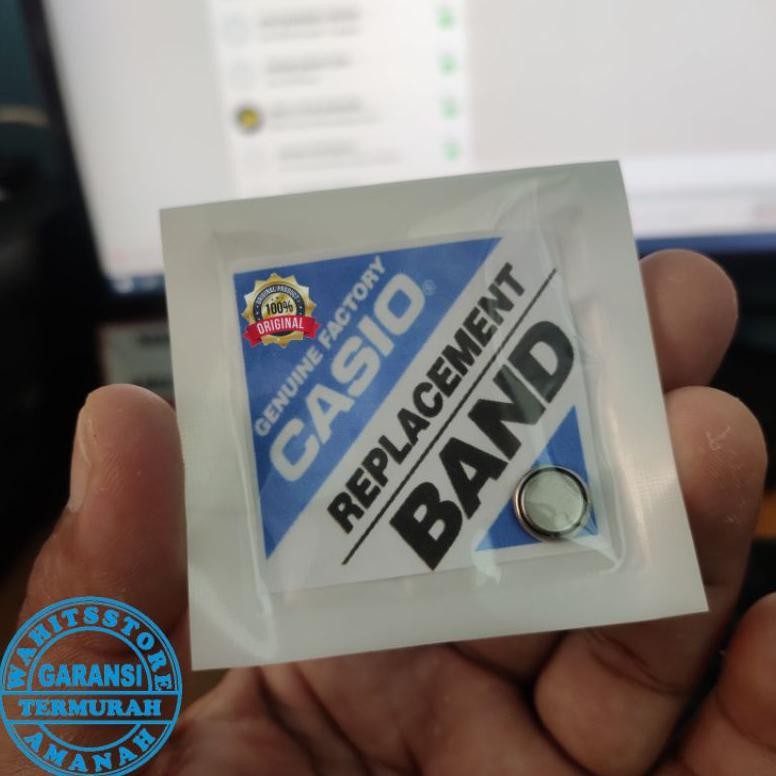 ORIGINAL PRODUCT
100%
ORIGINAL
GENUINE FACTORY
CASIO®
REPLACEMENT
BAND
WAHITSSTORE
GARANSI
TERMURAH
AMANAH